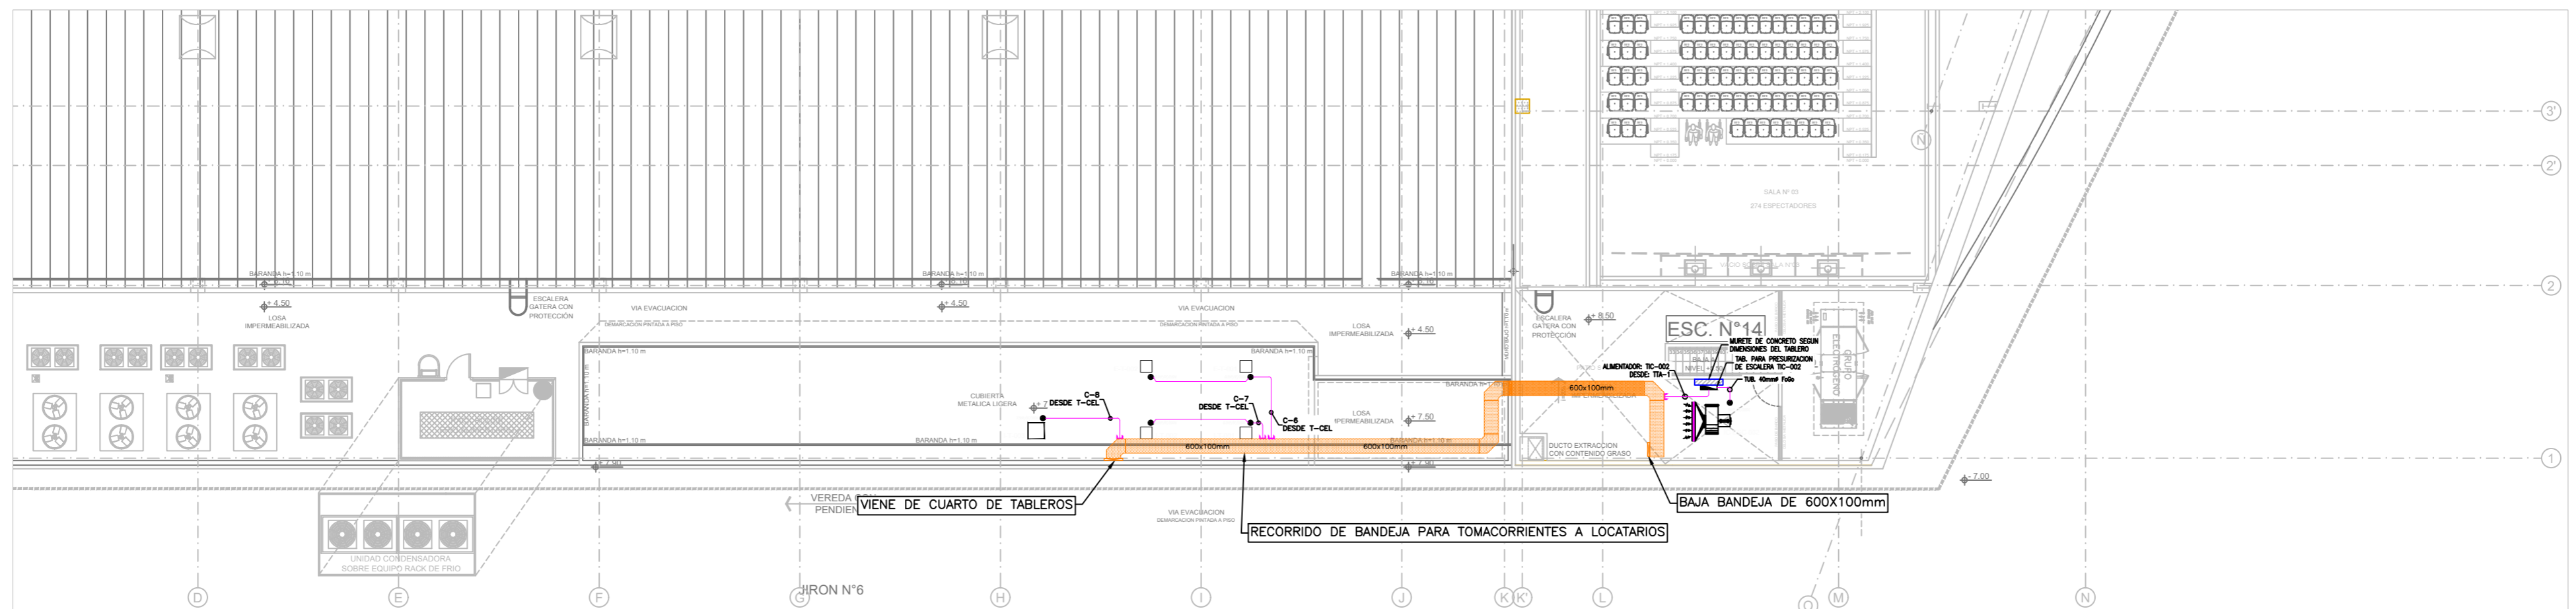 3'
2'
2
1
N'
SALA N° 03
274 ESPECTADORES
BARANDA h=1.10 m
BARANDA h=1.10 m
BARANDA h=1.10 m
+ 4.50
LOSA
IMPERMEABILIZADA
ESCALERA
GATERA CON
PROTECCIÓN
VIA EVACUACION
DEMARCACION PINTADA A PISO
+ 4.50
VIA EVACUACION
DEMARCACION PINTADA A PISO
LOSA
IMPERMEABILIZADA
+ 4.50
ESCALERA
GATERA CON
PROTECCIÓN
+ 8.50
ESC. N°14
MURETE DE CONCRETO SEGUN
DIMENSIONES DEL TABLERO
TAB. PARA PRESURIZACION
DE ESCALERA TIC-002
TUB. 40mmø FoGo
ALIMENTADOR: TIC-002
DESDE: TTA-1
GRUPO
ELECTROGENO
BARANDA h=1.10 m
BARANDA h=1.10 m
BARANDA h=1.10 m
CUBIERTA
METALICA LIGERA
C-8
DESDE T-CEL
C-7
DESDE T-CEL
C-6
DESDE T-CEL
LOSA
+ 7.50
600x100mm
600x100mm
600x100mm
BARANDA h=1.10 m
BARANDA h=1.10 m
DUCTO EXTRACCION
CON CONTENIDO GRASO
- 7.00
VEREDA
VIENE DE CUARTO DE TABLEROS
VIA EVACUACION
DEMARCACION PINTADA A PISO
RECORRIDO DE BANDEJA PARA TOMACORRIENTES A LOCATARIOS
BAJA BANDEJA DE 600X100mm
UNIDAD CONDENSADORA
SOBRE EQUIPO RACK DE FRIO
JIRON N°6
D
E
F
G
H
I
J
K
K'
L
O
M
N